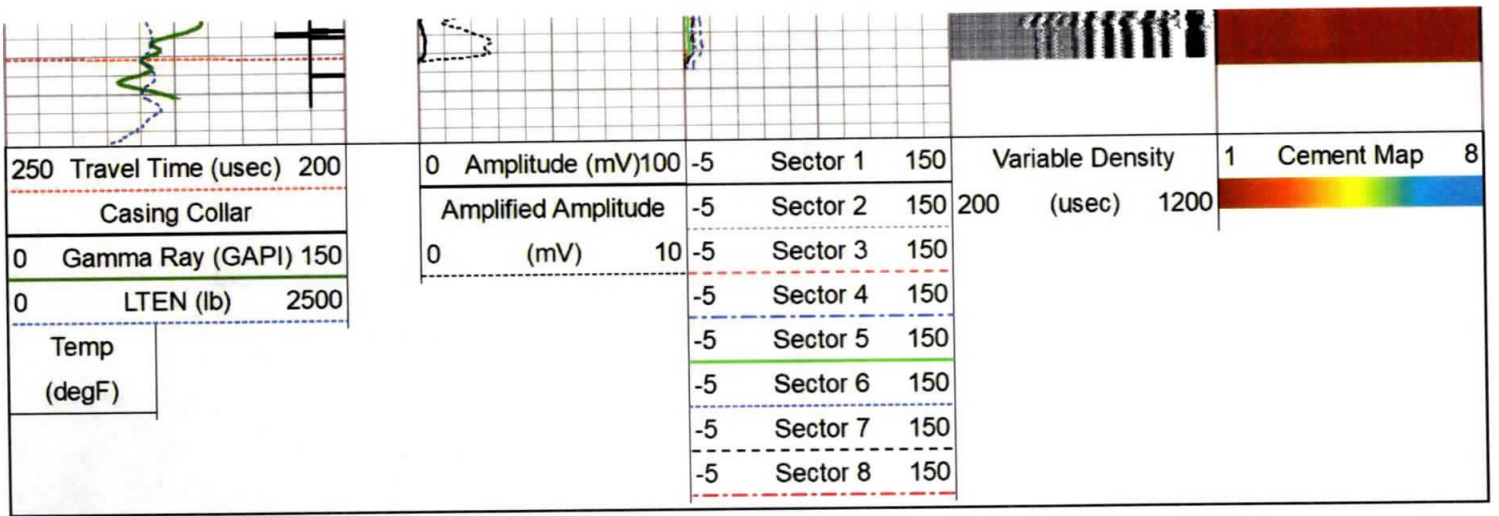 250 Travel Time (usec) 200
Casing Collar
0 Gamma Ray (GAPI) 150
0 LTEN (lb) 2500
Temp
(degF)
0 Amplitude (mV)100
Amplified Amplitude
0 (mV) 10
-5 Sector 1 150
-5 Sector 2 150
-5 Sector 3 150
-5 Sector 4 150
-5 Sector 5 150
-5 Sector 6 150
-5 Sector 7 150
-5 Sector 8 150
Variable Density
200 (usec) 1200
1 Cement Map 8